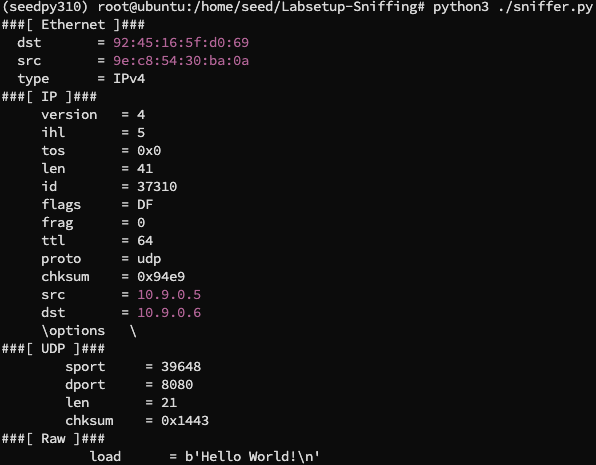 (seedpy310) root@ubuntu:/home/seed/Labsetup-Sniffing# python3 ./sniffer.py
###[ Ethernet ]###
  dst       = 92:45:16:5f:d0:69
  src       = 9e:c8:54:30:ba:0a
  type      = IPv4
###[ IP ]###
     version   = 4
     ihl       = 5
     tos       = 0x0
     len       = 41
     id        = 37310
     flags     = DF
     frag      = 0
     ttl       = 64
     proto     = udp
     chksum    = 0x94e9
     src       = 10.9.0.5
     dst       = 10.9.0.6
     \options   \
###[ UDP ]###
        sport     = 39648
        dport     = 8080
        len       = 21
        chksum    = 0x1443
###[ Raw ]###
           load      = b'Hello World!\n'